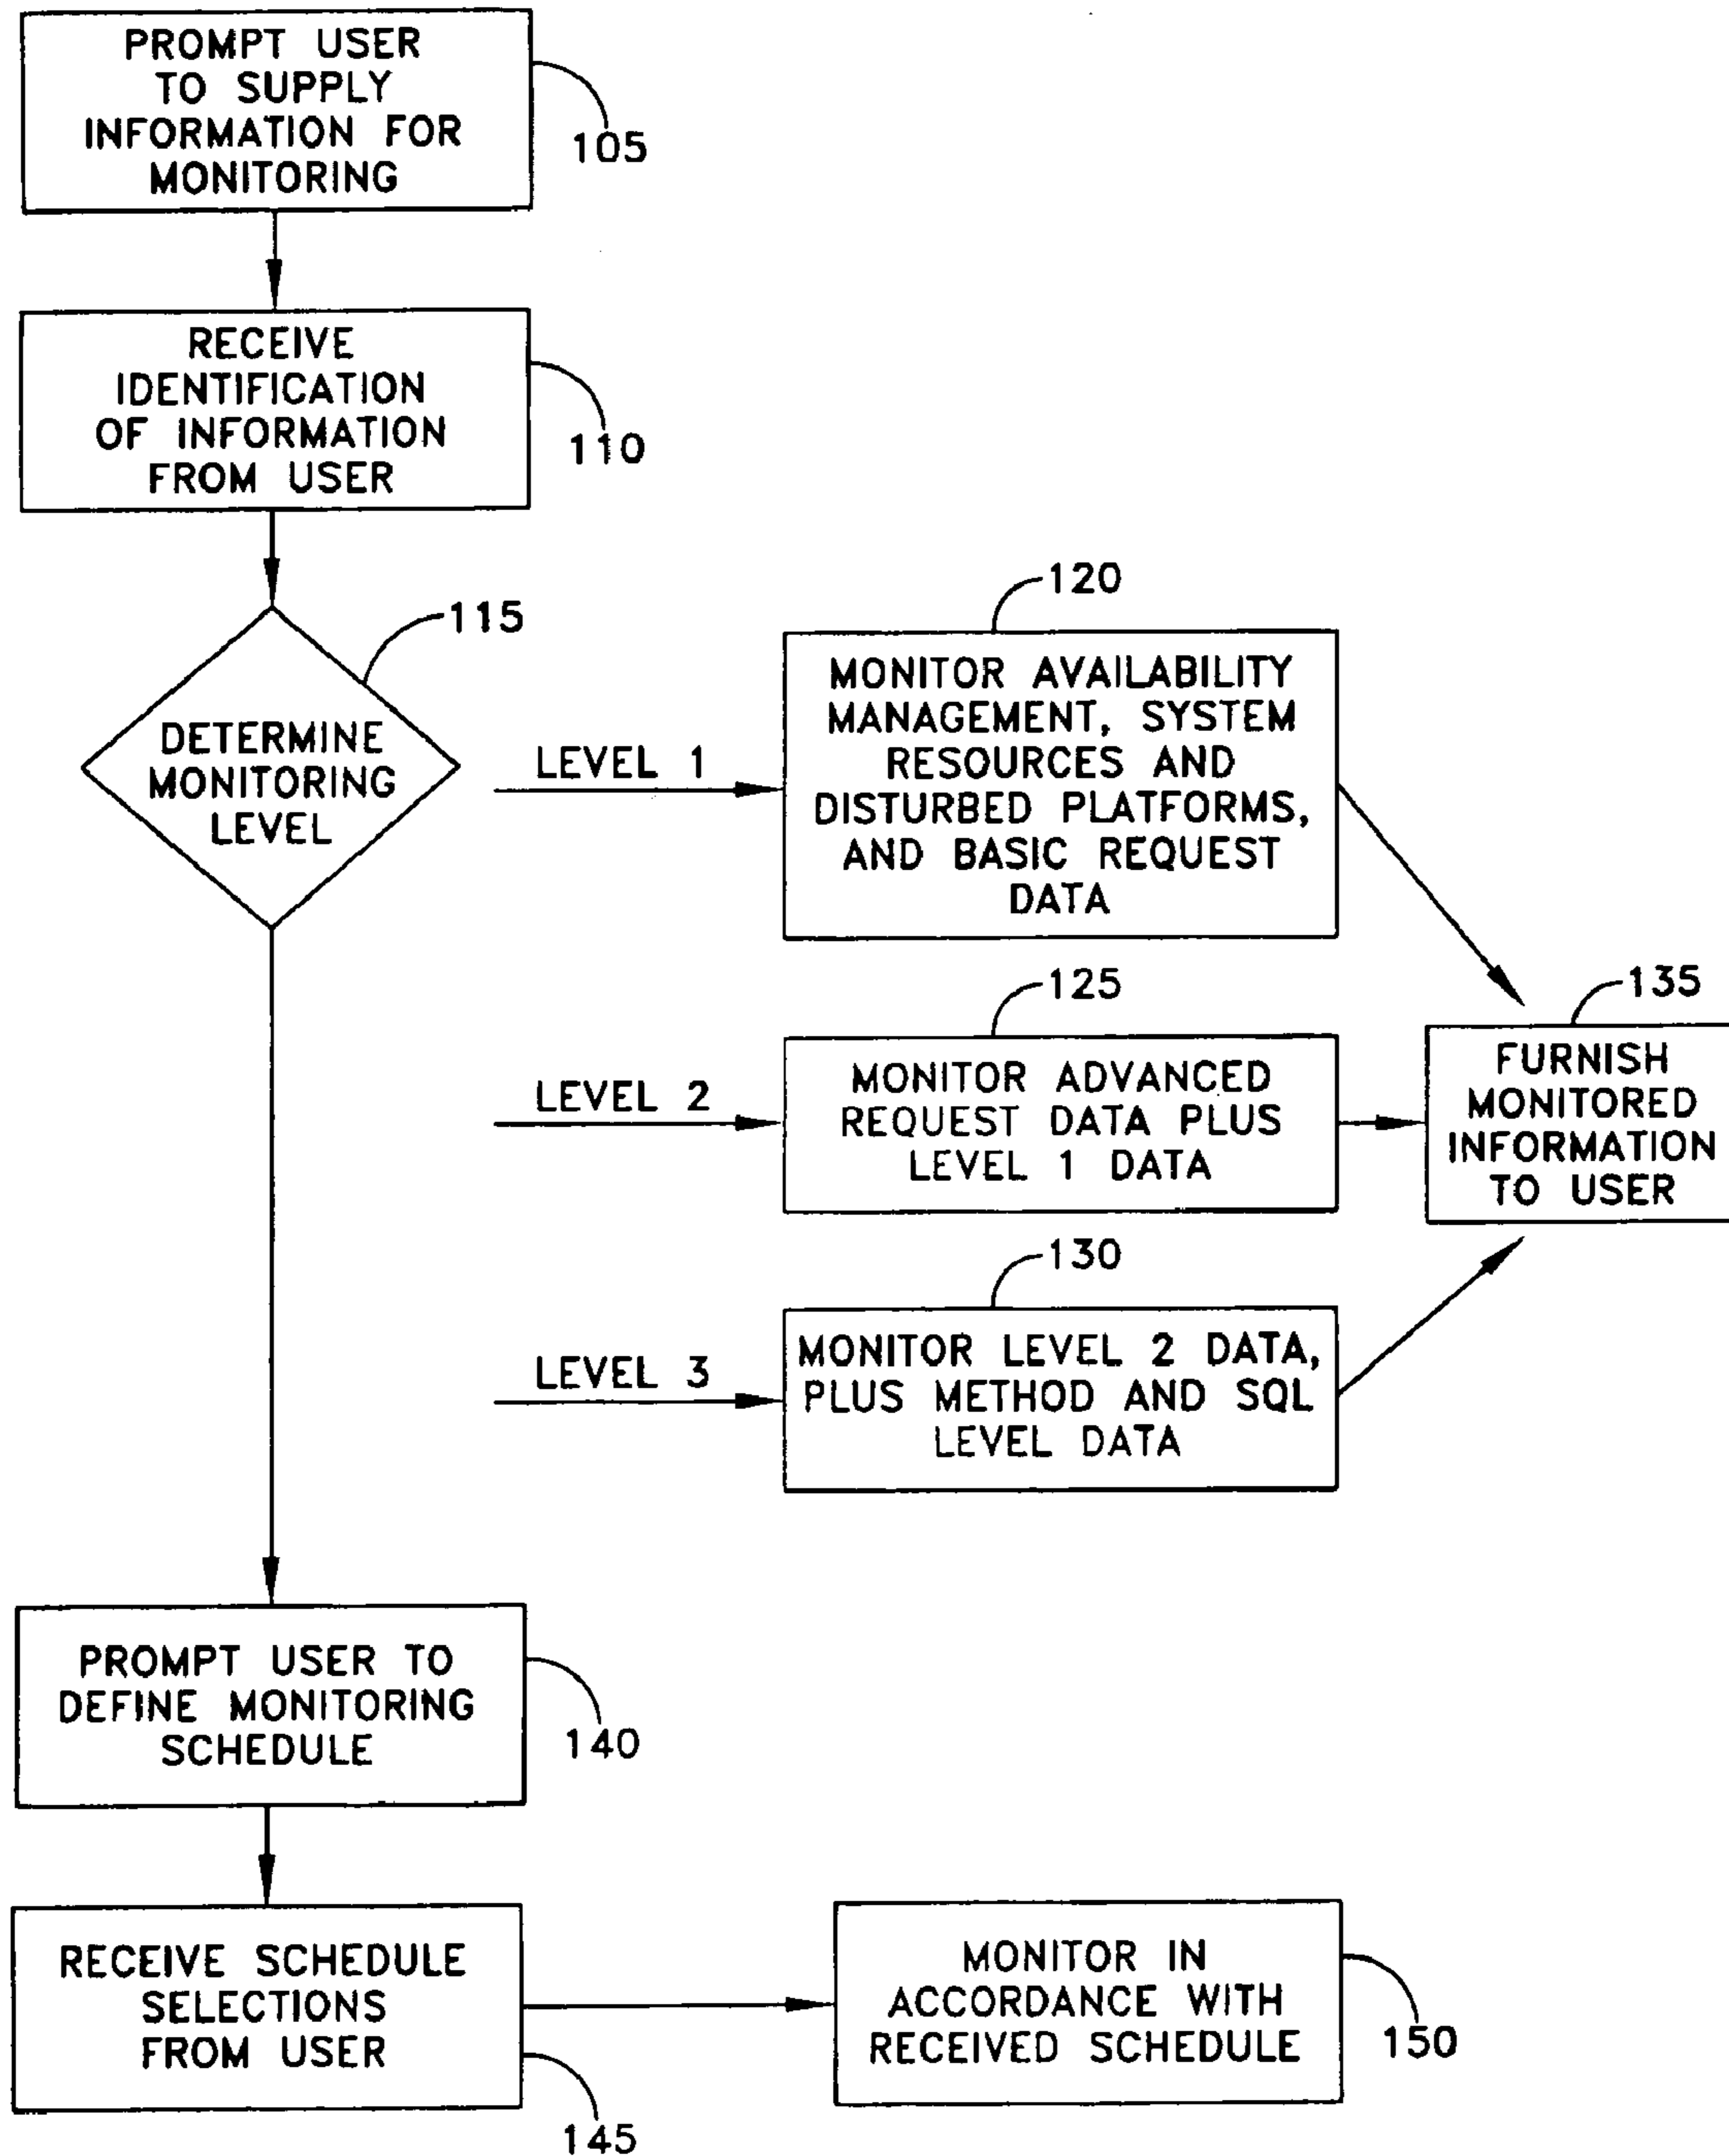 PROMPT USER
TO SUPPLY
INFORMATION FOR
MONITORING
105
RECEIVE
IDENTIFICATION
OF INFORMATION
FROM USER
110
115
DETERMINE
MONITORING
LEVEL
LEVEL 1
120
MONITOR AVAILABILITY
MANAGEMENT, SYSTEM
RESOURCES AND
DISTURBED PLATFORMS,
AND BASIC REQUEST
DATA
LEVEL 2
125
MONITOR ADVANCED
REQUEST DATA PLUS
LEVEL 1 DATA
LEVEL 3
130
MONITOR LEVEL 2 DATA,
PLUS METHOD AND SQL
LEVEL DATA
135
FURNISH
MONITORED
INFORMATION
TO USER
PROMPT USER TO
DEFINE MONITORING
SCHEDULE
140
RECEIVE SCHEDULE
SELECTIONS
FROM USER
145
MONITOR IN
ACCORDANCE WITH
RECEIVED SCHEDULE
150